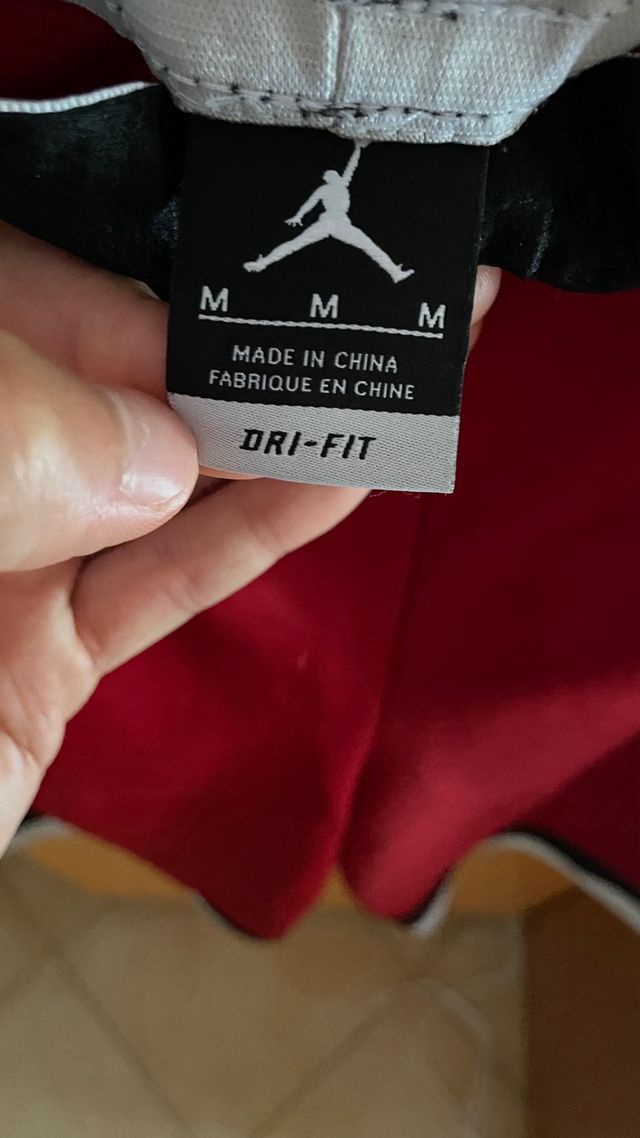 M M M
MADE IN CHINA
FABRIQUE EN CHINE
DRI-FIT